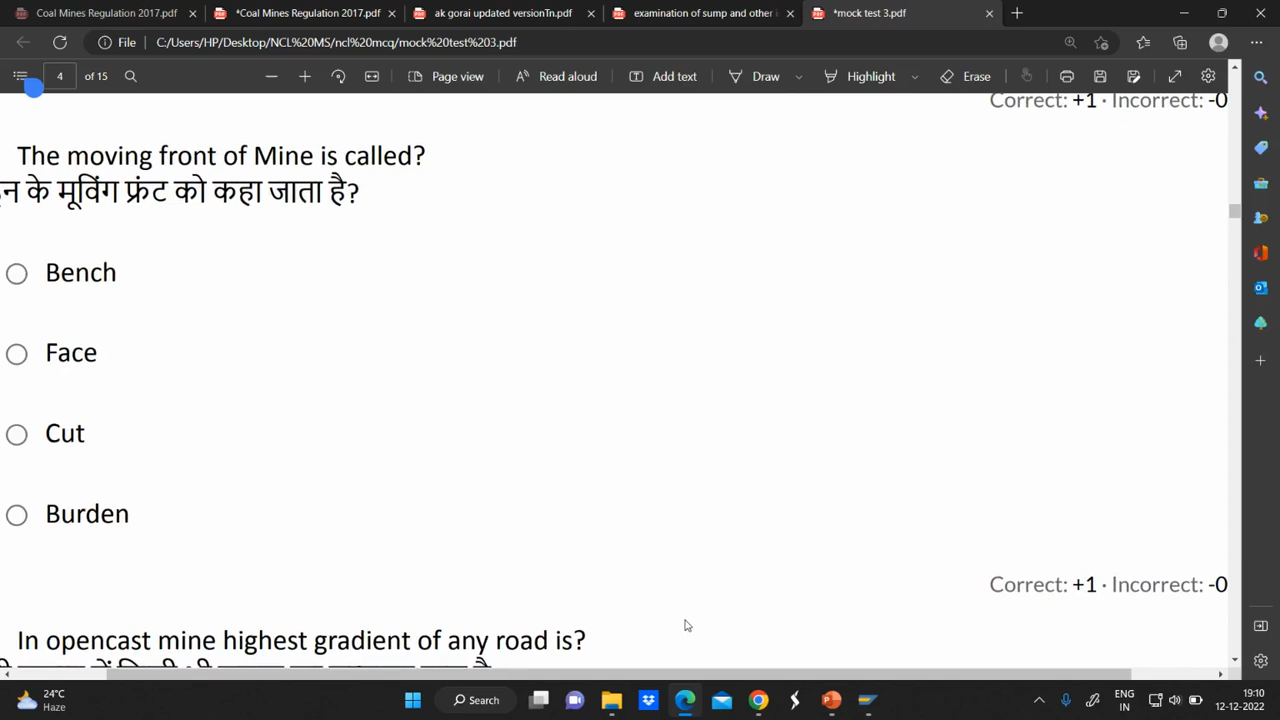 Coal Mines Regulation 2017.pdf
*Coal Mines Regulation 2017.pdf
ak gorai updated versionTn.pdf
examination of sump and other i
*mock test 3.pdf
File
C:/Users/HP/Desktop/NCL%20MS/ncl%20mcq/mock%20test%203.pdf
4 of 15
Page view
Read aloud
Add text
Draw
Highlight
Erase
Correct: +1 · Incorrect: -0
The moving front of Mine is called?
के मूविंग फ्रंट को कहा जाता है?
Bench
Face
Cut
Burden
Correct: +1 · Incorrect: -0
In opencast mine highest gradient of any road is?
24°C
Haze
Search
ENG
IN
19:10
12-12-2022